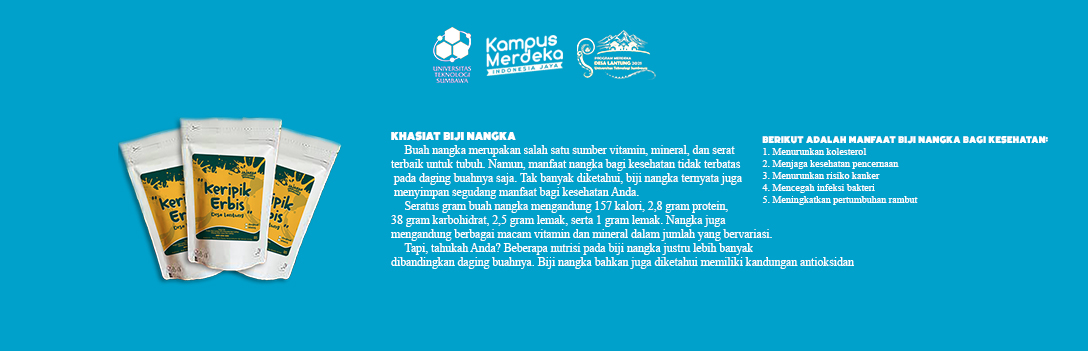 UNIVERSITAS
TEKNOLOGI
SUMBAWA
Kampus
Merdeka
INDONESIA JAYA
PROGRAM MERDEKA
DESA LANTUNG 2021
Universitas Teknologi Sumbawa
KHASIAT BIJI NANGKA
Buah nangka merupakan salah satu sumber vitamin, mineral, dan serat
terbaik untuk tubuh. Namun, manfaat nangka bagi kesehatan tidak terbatas
pada daging buahnya saja. Tak banyak diketahui, biji nangka ternyata juga
menyimpan segudang manfaat bagi kesehatan Anda.
Seratus gram buah nangka mengandung 157 kalori, 2,8 gram protein,
38 gram karbohidrat, 2,5 gram lemak, serta 1 gram lemak. Nangka juga
mengandung berbagai macam vitamin dan mineral dalam jumlah yang bervariasi.
Tapi, tahukah Anda? Beberapa nutrisi pada biji nangka justru lebih banyak
dibandingkan daging buahnya. Biji nangka bahkan juga diketahui memiliki kandungan antioksidan
BERIKUT ADALAH MANFAAT BIJI NANGKA BAGI KESEHATAN:
1. Menurunkan kolesterol
2. Menjaga kesehatan pencernaan
3. Menurunkan risiko kanker
4. Mencegah infeksi bakteri
5. Meningkatkan pertumbuhan rambut
"Keripik
Erbis"
Desa Lantung